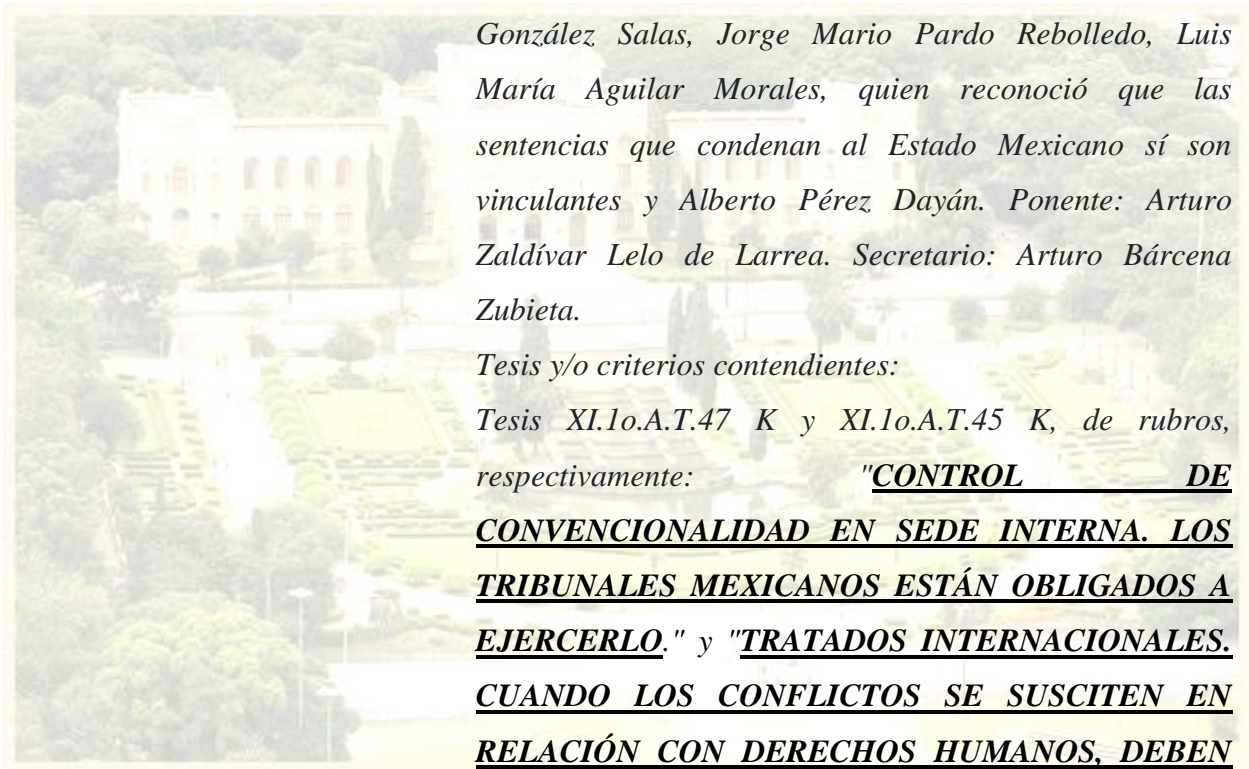 González Salas, Jorge Mario Pardo Rebolledo, Luis
María Aguilar Morales, quien reconoció que las
sentencias que condenan al Estado Mexicano sí son
vinculantes y Alberto Pérez Dayán. Ponente: Arturo
Zaldívar Lelo de Larrea. Secretario: Arturo Bárcena
Zubieta.
Tesis y/o criterios contendientes:
Tesis XI.1o.A.T.47 K y XI.1o.A.T.45 K, de rubros,
respectivamente: "CONTROL DE
CONVENCIONALIDAD EN SEDE INTERNA. LOS
TRIBUNALES MEXICANOS ESTÁN OBLIGADOS A
EJERCERLO." y "TRATADOS INTERNACIONALES.
CUANDO LOS CONFLICTOS SE SUSCITEN EN
RELACIÓN CON DERECHOS HUMANOS, DEBEN